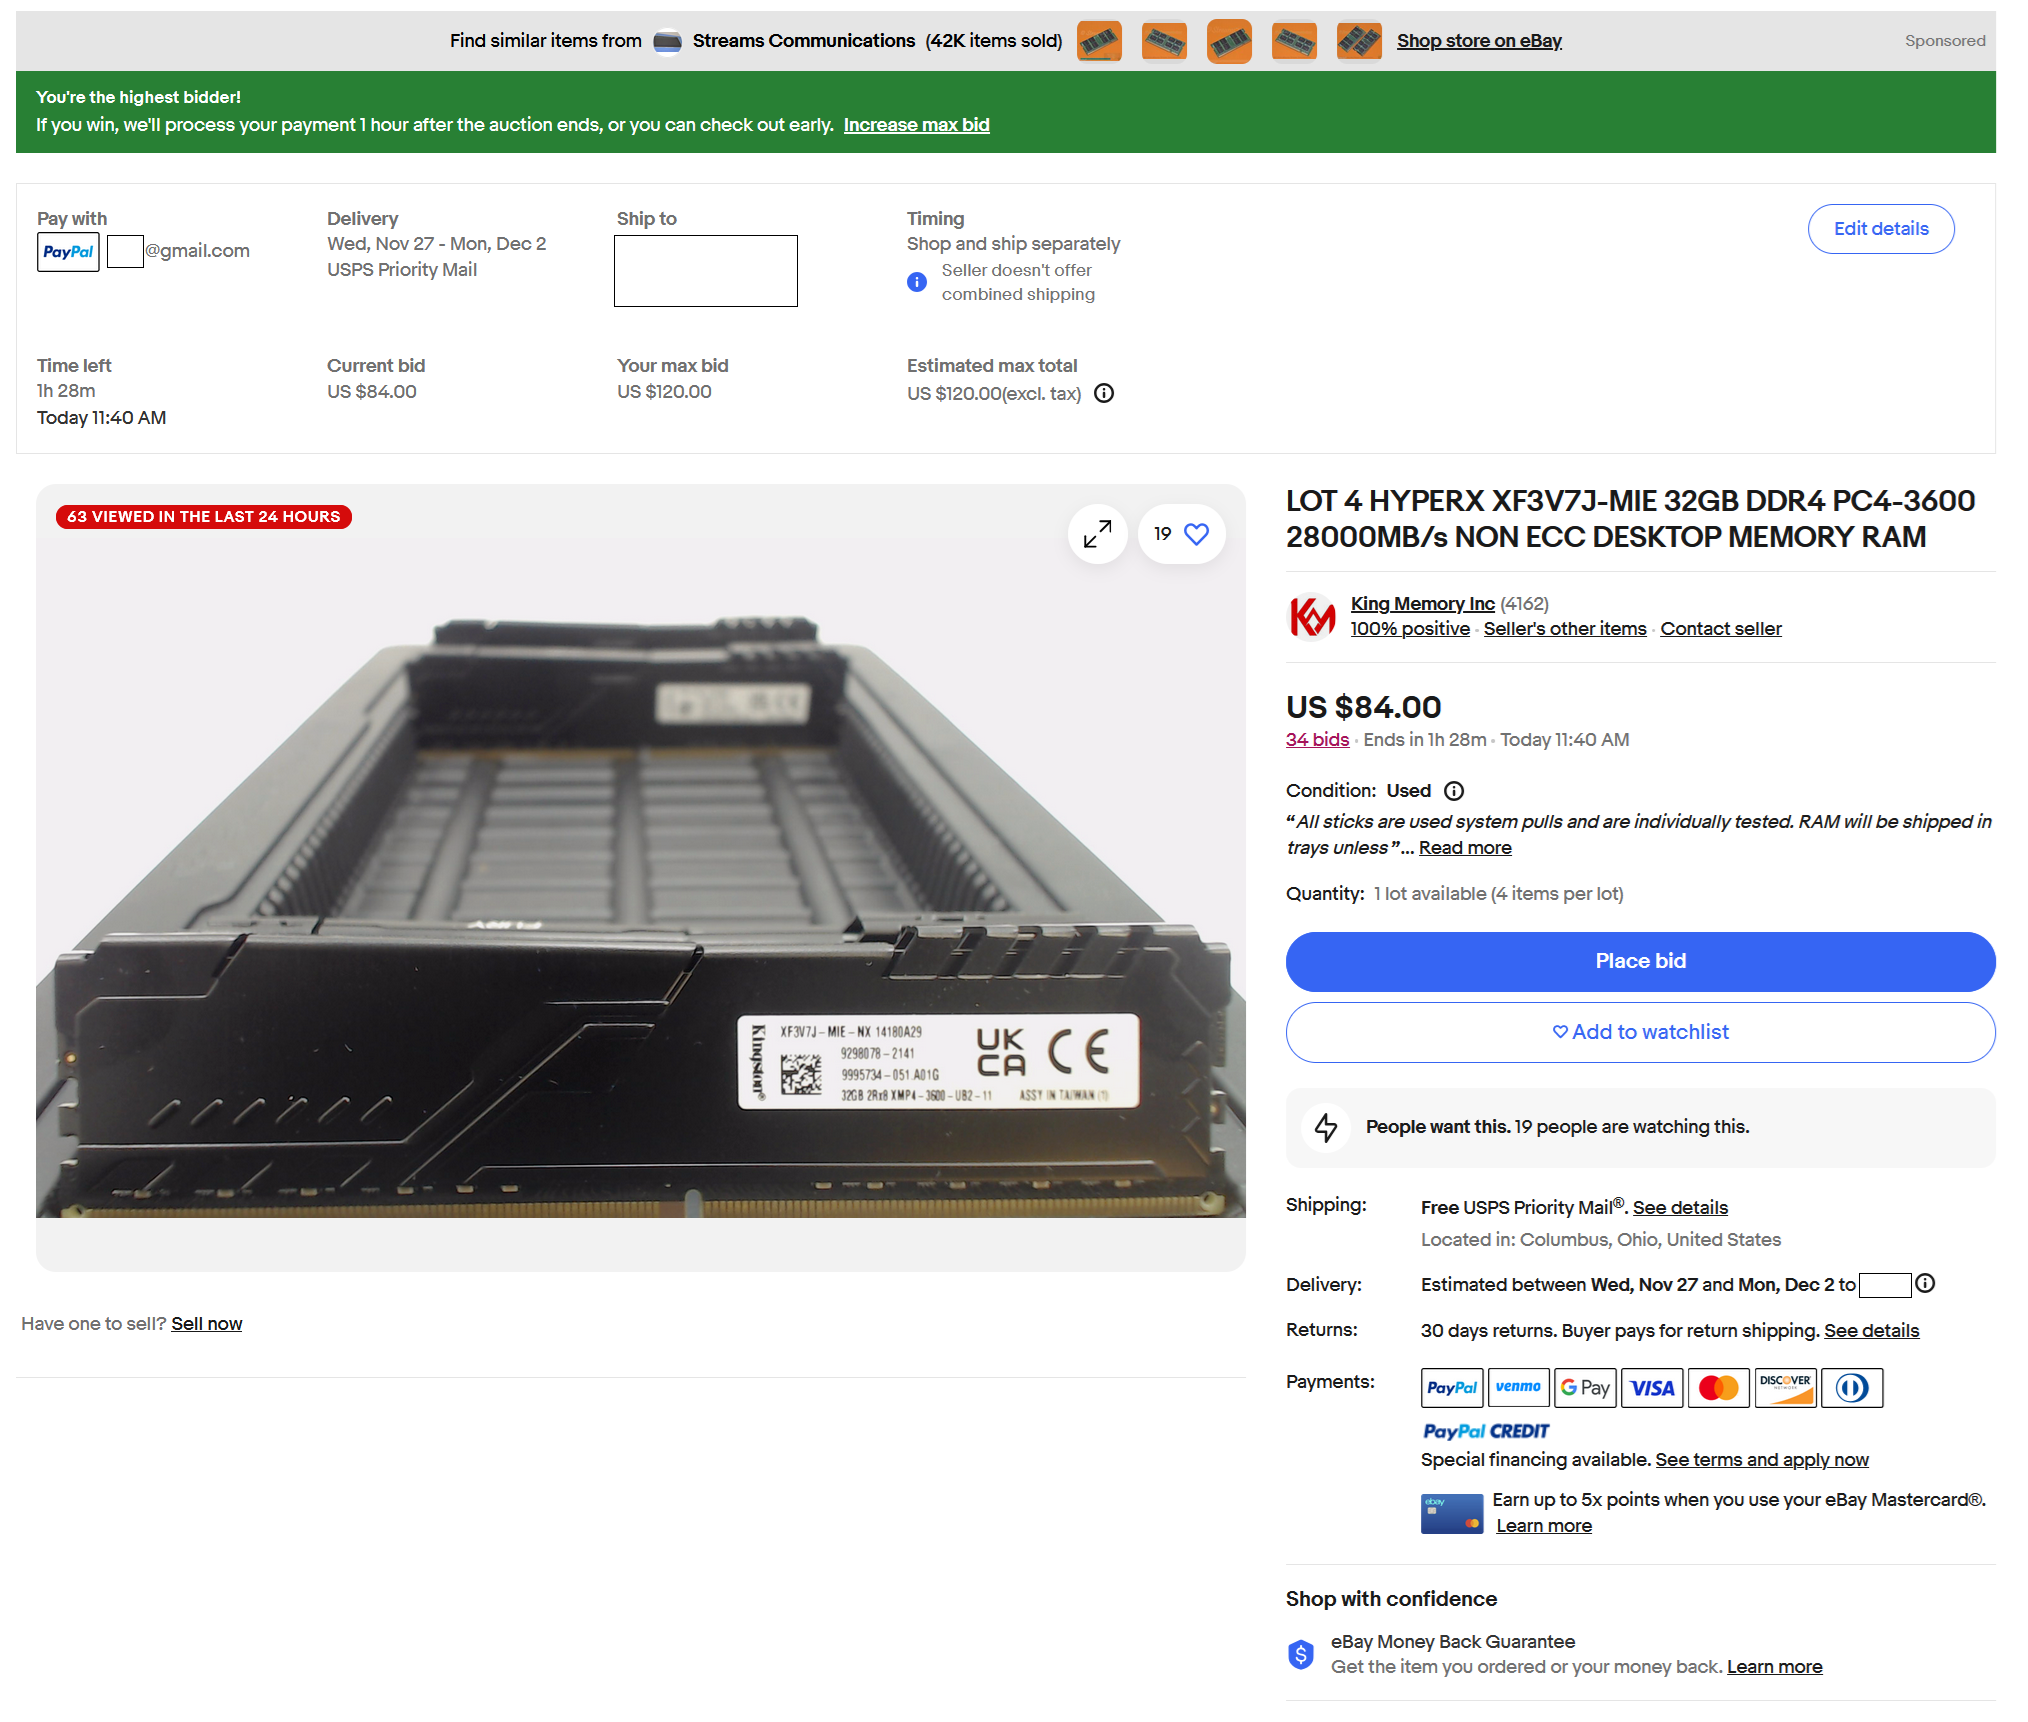 Find similar items from Streams Communications (42K items sold) Shop store on eBay Sponsored
You're the highest bidder!
If you win, we'll process your payment 1 hour after the auction ends, or you can check out early. Increase max bid
Pay with
PayPal @gmail.com
Delivery
Wed, Nov 27 - Mon, Dec 2
USPS Priority Mail
Ship to
Timing
Shop and ship separately
Seller doesn't offer
combined shipping
Edit details
Time left
1h 28m
Today 11:40 AM
Current bid
US $84.00
Your max bid
US $120.00
Estimated max total
US $120.00(excl. tax)
63 VIEWED IN THE LAST 24 HOURS
19
Kingston
XF3V7J-MIE-NX 14180A29
9298078-2141
9995734-051.A01G
32GB 2Rx8 XMP4-3600-UB2-11 ASSY IN TAIWAN (1)
UK
CA
CE
Have one to sell? Sell now
LOT 4 HYPERX XF3V7J-MIE 32GB DDR4 PC4-3600
28000MB/s NON ECC DESKTOP MEMORY RAM
KM
King Memory Inc (4162)
100% positive · Seller's other items · Contact seller
US $84.00
34 bids · Ends in 1h 28m · Today 11:40 AM
Condition: Used
“All sticks are used system pulls and are individually tested. RAM will be shipped in
trays unless”... Read more
Quantity: 1 lot available (4 items per lot)
Place bid
Add to watchlist
People want this. 19 people are watching this.
Shipping: Free USPS Priority Mail®. See details
Located in: Columbus, Ohio, United States
Delivery: Estimated between Wed, Nov 27 and Mon, Dec 2 to
Returns: 30 days returns. Buyer pays for return shipping. See details
Payments: PayPal venmo G Pay VISA DISCOVER NETWORK
PayPal CREDIT
Special financing available. See terms and apply now
ebay
Earn up to 5x points when you use your eBay Mastercard®.
Learn more
Shop with confidence
eBay Money Back Guarantee
Get the item you ordered or your money back. Learn more